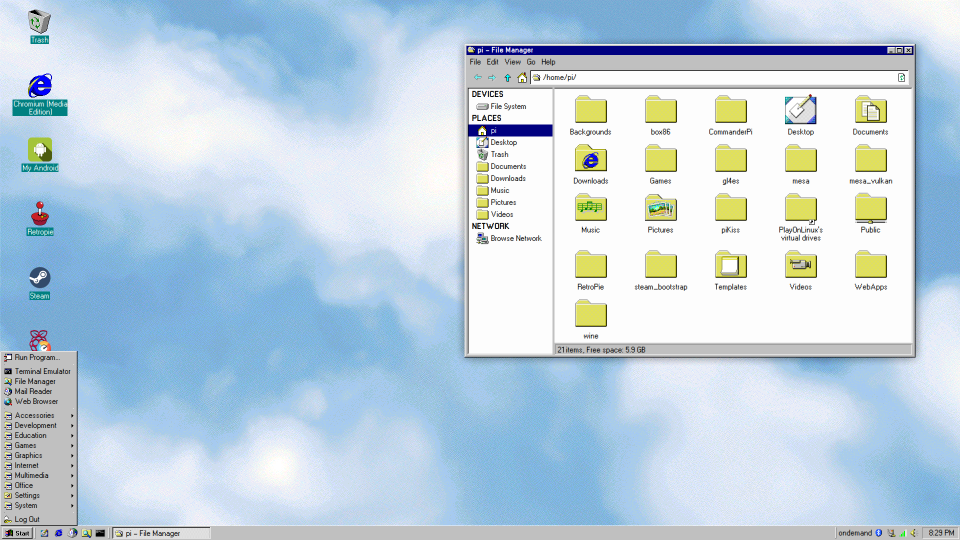 Trash
Chromium (Media
Edition)
My Android
Retropie
Steam
pi - File Manager
File Edit View Go Help
/home/pi/
DEVICES
File System
PLACES
pi
Desktop
Trash
Documents
Downloads
Music
Pictures
Videos
NETWORK
Browse Network
Backgrounds box86 CommanderPi Desktop Documents
Downloads Games gl4es mesa mesa_vulkan
Music Pictures piKiss PlayOnLinux's
virtual drives Public
RetroPie steam_bootstrap Templates Videos WebApps
wine
21 items, Free space: 5.9 GB
Run Program...
Terminal Emulator
File Manager
Mail Reader
Web Browser
Accessories
Development
Education
Games
Graphics
Internet
Multimedia
Office
Settings
System
Log Out
Start pi - File Manager ondemand 8:29 PM